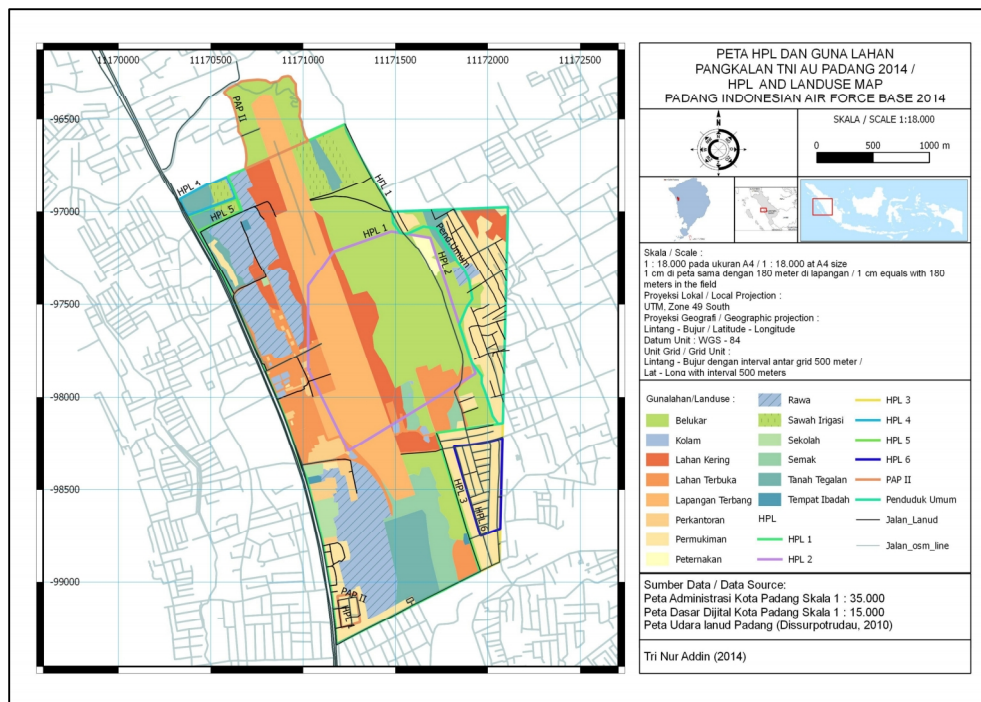 11170000 11170500 11171000 11171500 11172000 11172500
-96500
-97000
-97500
-98000
-98500
-99000
PAP II
HPL 4
HPL 5
HPL 1
HPL 1
Pend Umum
HPL 2
HPL 3
HPL 6
PAP II
HPL 1
PETA HPL DAN GUNA LAHAN
PANGKALAN TNI AU PADANG 2014 /
HPL AND LANDUSE MAP
PADANG INDONESIAN AIR FORCE BASE 2014
N
SKALA / SCALE 1:18.000
0 500 1000 m
Skala / Scale :
1 : 18.000 pada ukuran A4 / 1 : 18.000 at A4 size
1 cm di peta sama dengan 180 meter di lapangan / 1 cm equals with 180
meters in the field
Proyeksi Lokal / Local Projection :
UTM, Zone 49 South
Proyeksi Geografi / Geographic projection :
Lintang - Bujur / Latitude - Longitude
Datum Unit : WGS - 84
Unit Grid / Grid Unit :
Lintang - Bujur dengan interval antar grid 500 meter /
Lat - Long with interval 500 meters
Gunalahan/Landuse :
Belukar
Kolam
Lahan Kering
Lahan Terbuka
Lapangan Terbang
Perkantoran
Permukiman
Peternakan
Rawa
Sawah Irigasi
Sekolah
Semak
Tanah Tegalan
Tempat Ibadah
HPL
HPL 1
HPL 2
HPL 3
HPL 4
HPL 5
HPL 6
PAP II
Penduduk Umum
Jalan_Lanud
Jalan_osm_line
Sumber Data / Data Source:
Peta Administrasi Kota Padang Skala 1 : 35.000
Peta Dasar Dijital Kota Padang Skala 1 : 15.000
Peta Udara lanud Padang (Dissurpotrudau, 2010)
Tri Nur Addin (2014)